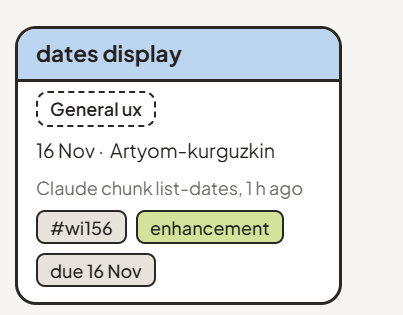 dates display
General ux
16 Nov · Artyom-kurguzkin
Claude chunk list-dates, 1 h ago
#wi156 enhancement
due 16 Nov